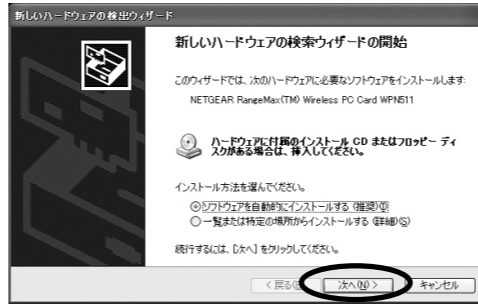 新しいハードウェアの検出ウィザード
新しいハードウェアの検索ウィザードの開始
このウィザードでは、次のハードウェアに必要なソフトウェアをインストールします:
NETGEAR RangeMax(TM) Wireless PC Card WPN511
ハードウェアに付属のインストール CD またはフロッピー ディ
スクがある場合は、挿入してください。
インストール方法を選んでください。
ソフトウェアを自動的にインストールする (推奨)(I)
一覧または特定の場所からインストールする (詳細)(S)
続行するには、[次へ] をクリックしてください。
< 戻る 次へ(N) > キャンセル